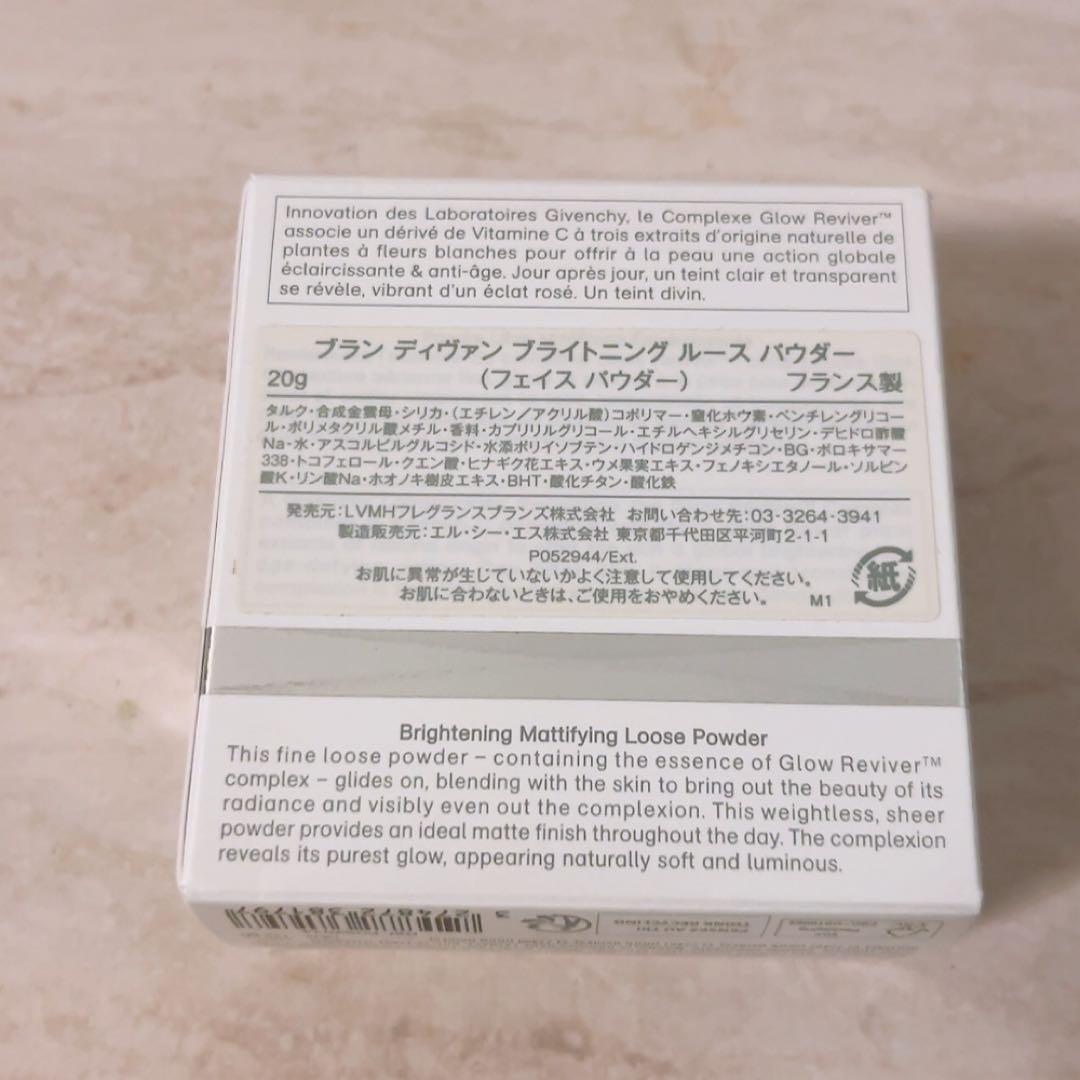 Innovation des Laboratoires Givenchy, le Complexe Glow Reviver™
associe un dérivé de Vitamine C à trois extraits d'origine naturelle de
plantes à fleurs blanches pour offrir à la peau une action globale
éclaircissante & anti-âge. Jour après jour, un teint clair et transparent
se révèle, vibrant d'un éclat rosé. Un teint divin.
ブラン ディヴァン ブライトニング ルース パウダー
20g (フェイス パウダー) フランス製
タルク・合成金雲母・シリカ・(エチレン/アクリル酸)コポリマー・窒化ホウ素・ペンチレングリコー
ル・ポリメタクリル酸メチル・香料・カプリリルグリコール・エチルヘキシルグリセリン・デヒドロ酢酸
Na・水・アスコルビルグルコシド・水添ポリイソブテン・ハイドロゲンジメチコン・BG・ポロキサマー
338・トコフェロール・クエン酸・ヒナギク花エキス・ウメ果実エキス・フェノキシエタノール・ソルビン
酸K・リン酸Na・ホオノキ樹皮エキス・BHT・酸化チタン・酸化鉄
発売元:LVMHフレグランスブランズ株式会社 お問い合わせ先:03-3264-3941
製造販売元:エル・シー・エス株式会社 東京都千代田区平河町2-1-1
P052944/Ext.
お肌に異常が生じていないかよく注意して使用してください。
お肌に合わないときは、ご使用をおやめください。 M1
紙
Brightening Mattifying Loose Powder
This fine loose powder – containing the essence of Glow Reviver™
complex – glides on, blending with the skin to bring out the beauty of its
radiance and visibly even out the complexion. This weightless, sheer
powder provides an ideal matte finish throughout the day. The complexion
reveals its purest glow, appearing naturally soft and luminous.
PENSEZ AU TRI
THINK RECYCLING